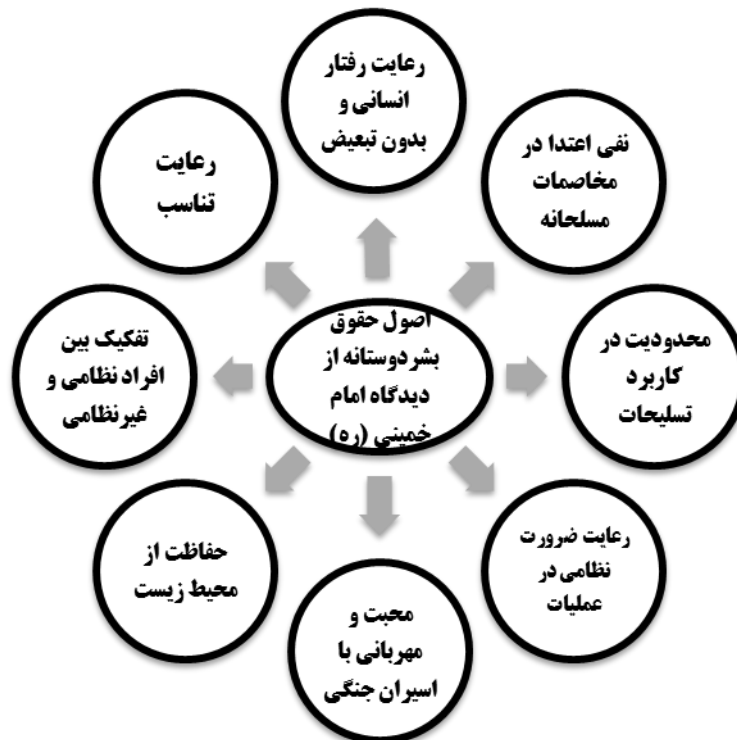 اصول حقوق
بشردوستانه از
دیدگاه امام
خمینی (ره)
رعایت رفتار
انسانی و
بدون تبعیض
نفی اعتدا در
مخاصمات
مسلحانه
محدودیت در
کاربرد
تسلیحات
رعایت ضرورت
نظامی در
عملیات
محبت و
مهربانی با
اسیران جنگی
حفاظت از
محیط زیست
تفکیک بین
افراد نظامی و
غیرنظامی
رعایت
تناسب